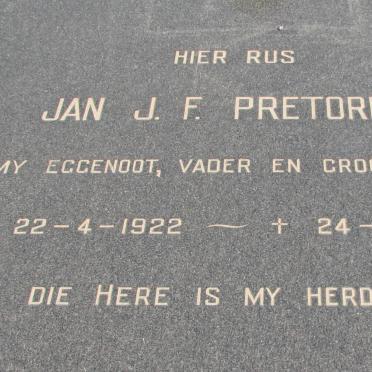 HIER RUS
JAN J. F. PRETORI
MY EGGENOOT, VADER EN GROO
22-4-1922 ~ † 24-
DIE HERE IS MY HERD